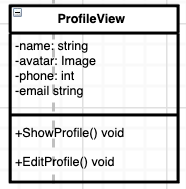 ProfileView
-name: string
-avatar: Image
-phone: int
-email string
+ShowProfile() void
+EditProfile() void